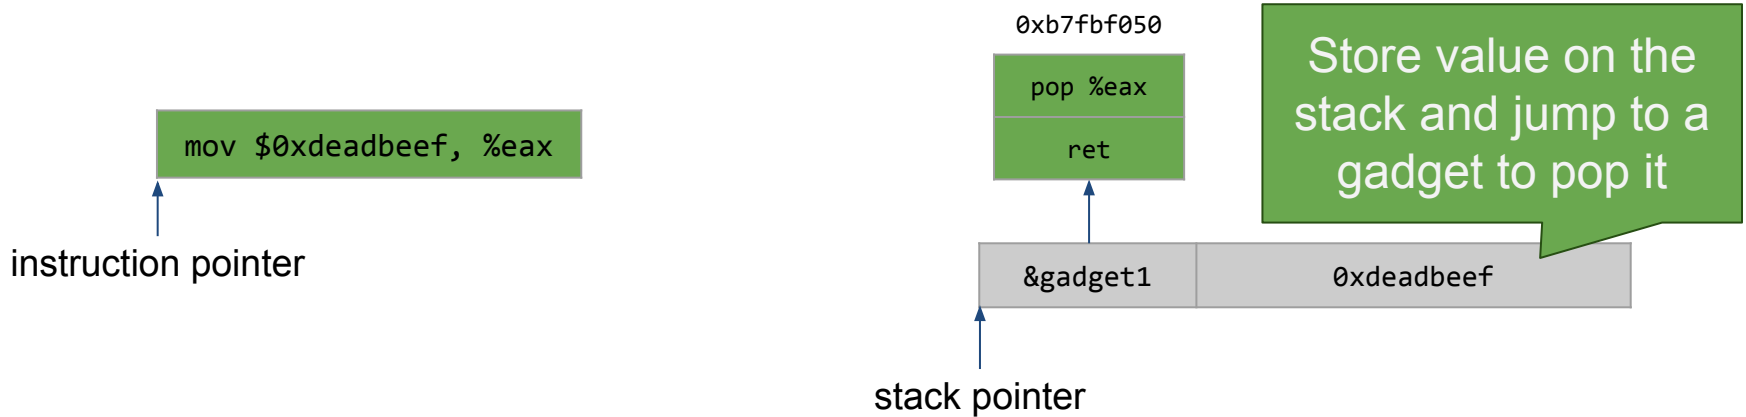 mov $0xdeadbeef, %eax
instruction pointer
0xb7fbf050
pop %eax
ret
Store value on the
stack and jump to a
gadget to pop it
&gadget1
0xdeadbeef
stack pointer